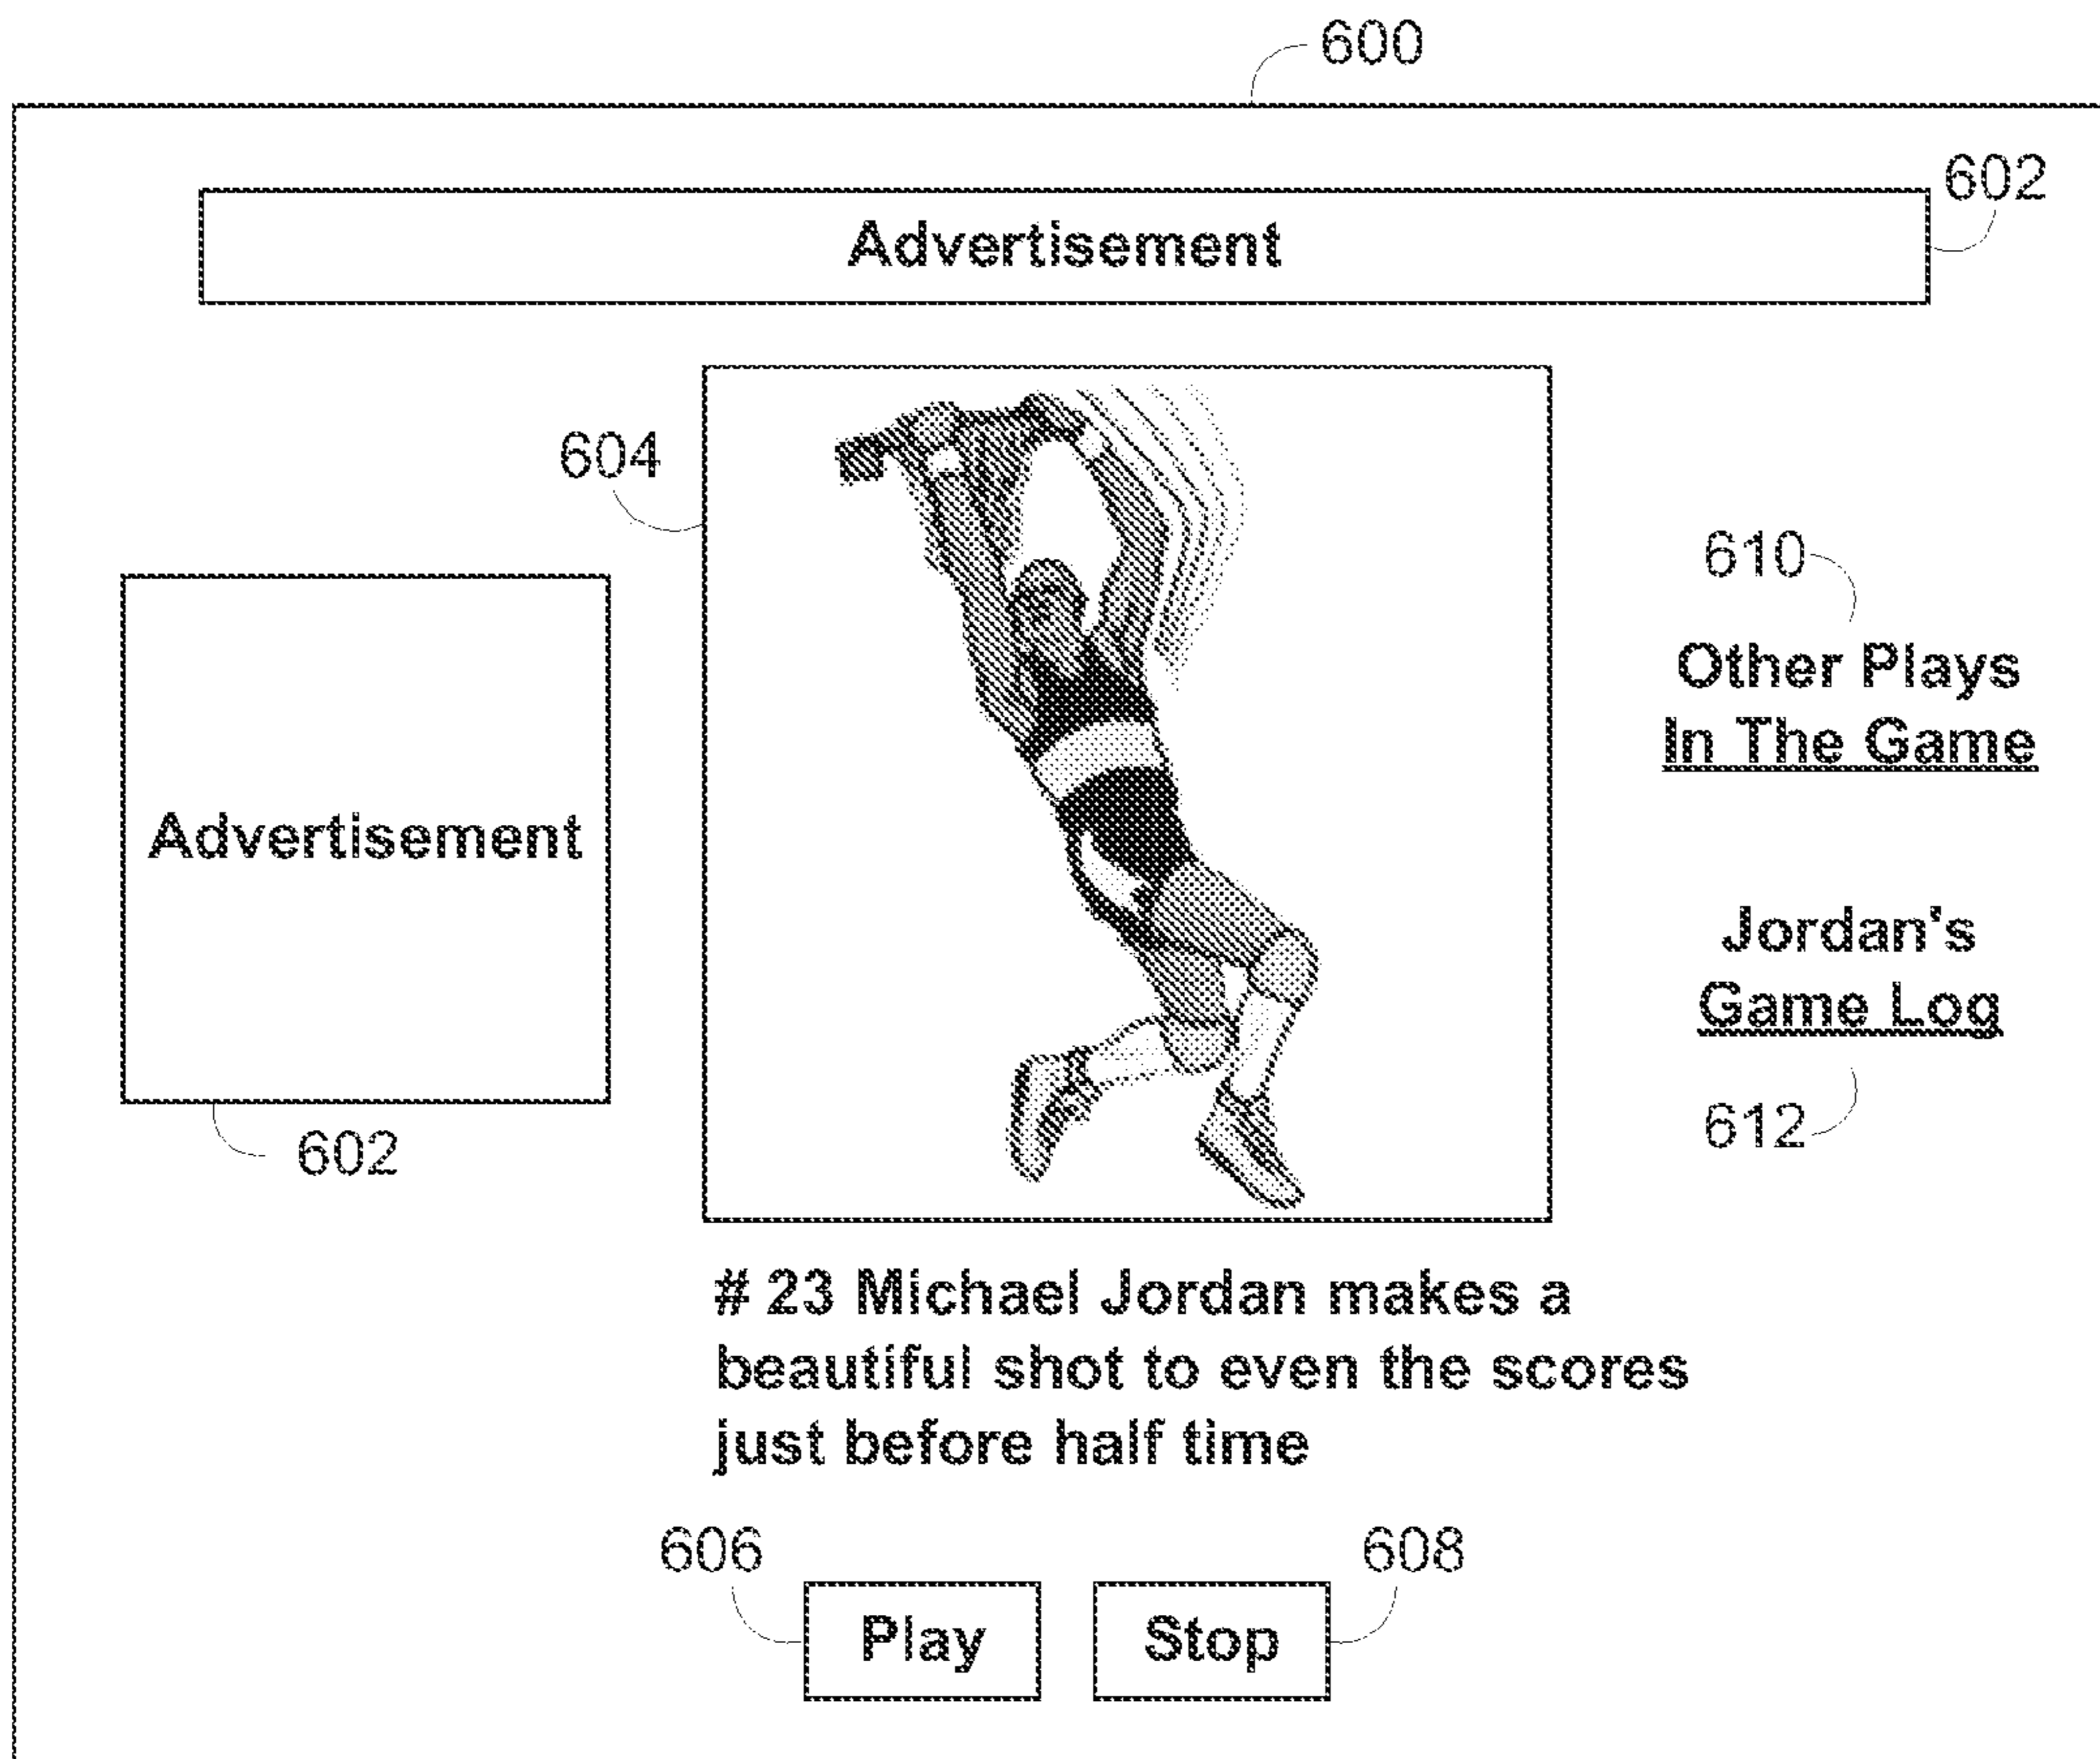 600
602
Advertisement
604
610
Other Plays
In The Game
Advertisement
Jordan's
Game Log
612
602
# 23 Michael Jordan makes a
beautiful shot to even the scores
just before half time
606
608
Play
Stop